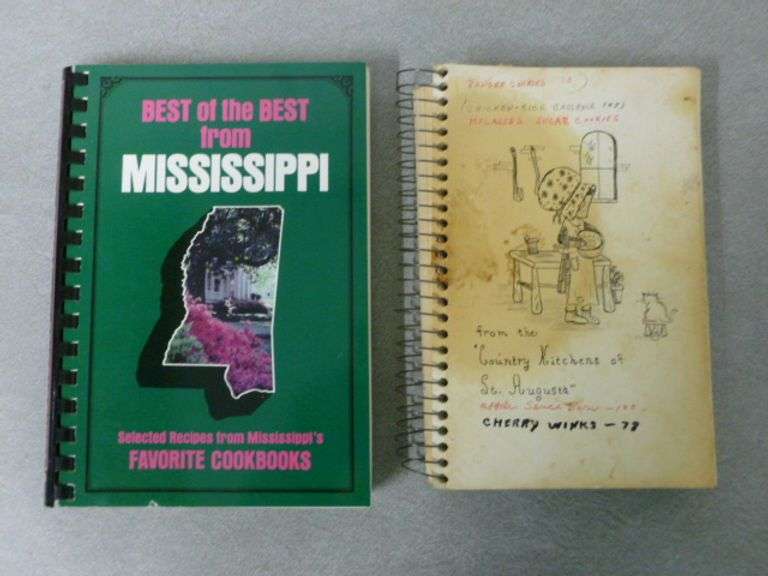 BEST of the BEST
from
MISSISSIPPI
Selected Recipes from Mississippi's
FAVORITE COOKBOOKS
MOLASSES SUGAR COOKIES
from the
"Country Kitchens of
St. Augusta"
CHERRY WINKS - 78